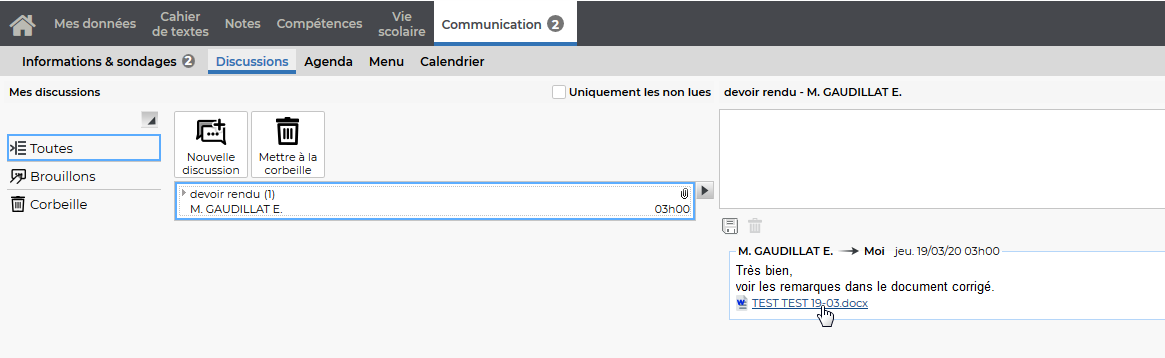 Mes données
Cahier
de textes
Notes
Compétences
Vie
scolaire
Communication 2
Informations & sondages 2
Discussions
Agenda
Menu
Calendrier
Mes discussions
Uniquement les non lues
devoir rendu - M. GAUDILLAT E.
Toutes
Brouillons
Corbeille
Nouvelle
discussion
Mettre à la
corbeille
devoir rendu (1)
M. GAUDILLAT E.
03h00
M. GAUDILLAT E. Moi jeu. 19/03/20 03h00
Très bien,
voir les remarques dans le document corrigé.
TEST TEST 19-03.docx